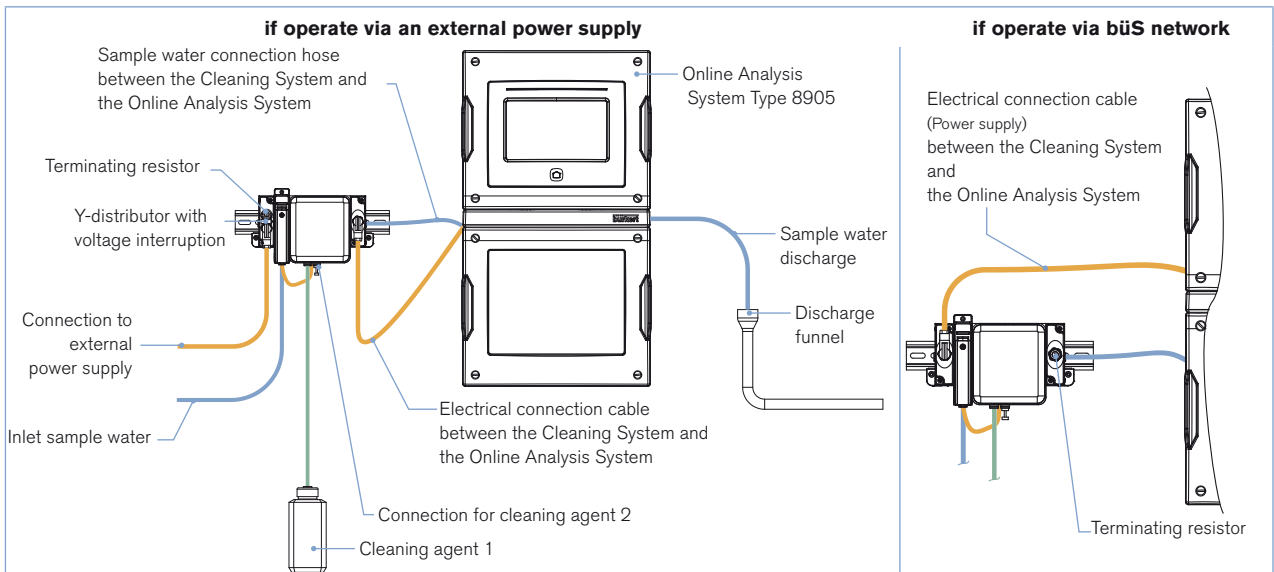 if operate via an external power supply
Sample water connection hose
between the Cleaning System and
the Online Analysis System
Online Analysis
System Type 8905
Terminating resistor
Y-distributor with
voltage interruption
bürkert
Sample water
discharge
Connection to
external
power supply
Discharge
funnel
Inlet sample water
Electrical connection cable
between the Cleaning System and
the Online Analysis System
Connection for cleaning agent 2
Cleaning agent 1
if operate via büS network
Electrical connection cable
(Power supply)
between the Cleaning System
and
the Online Analysis System
Terminating resistor